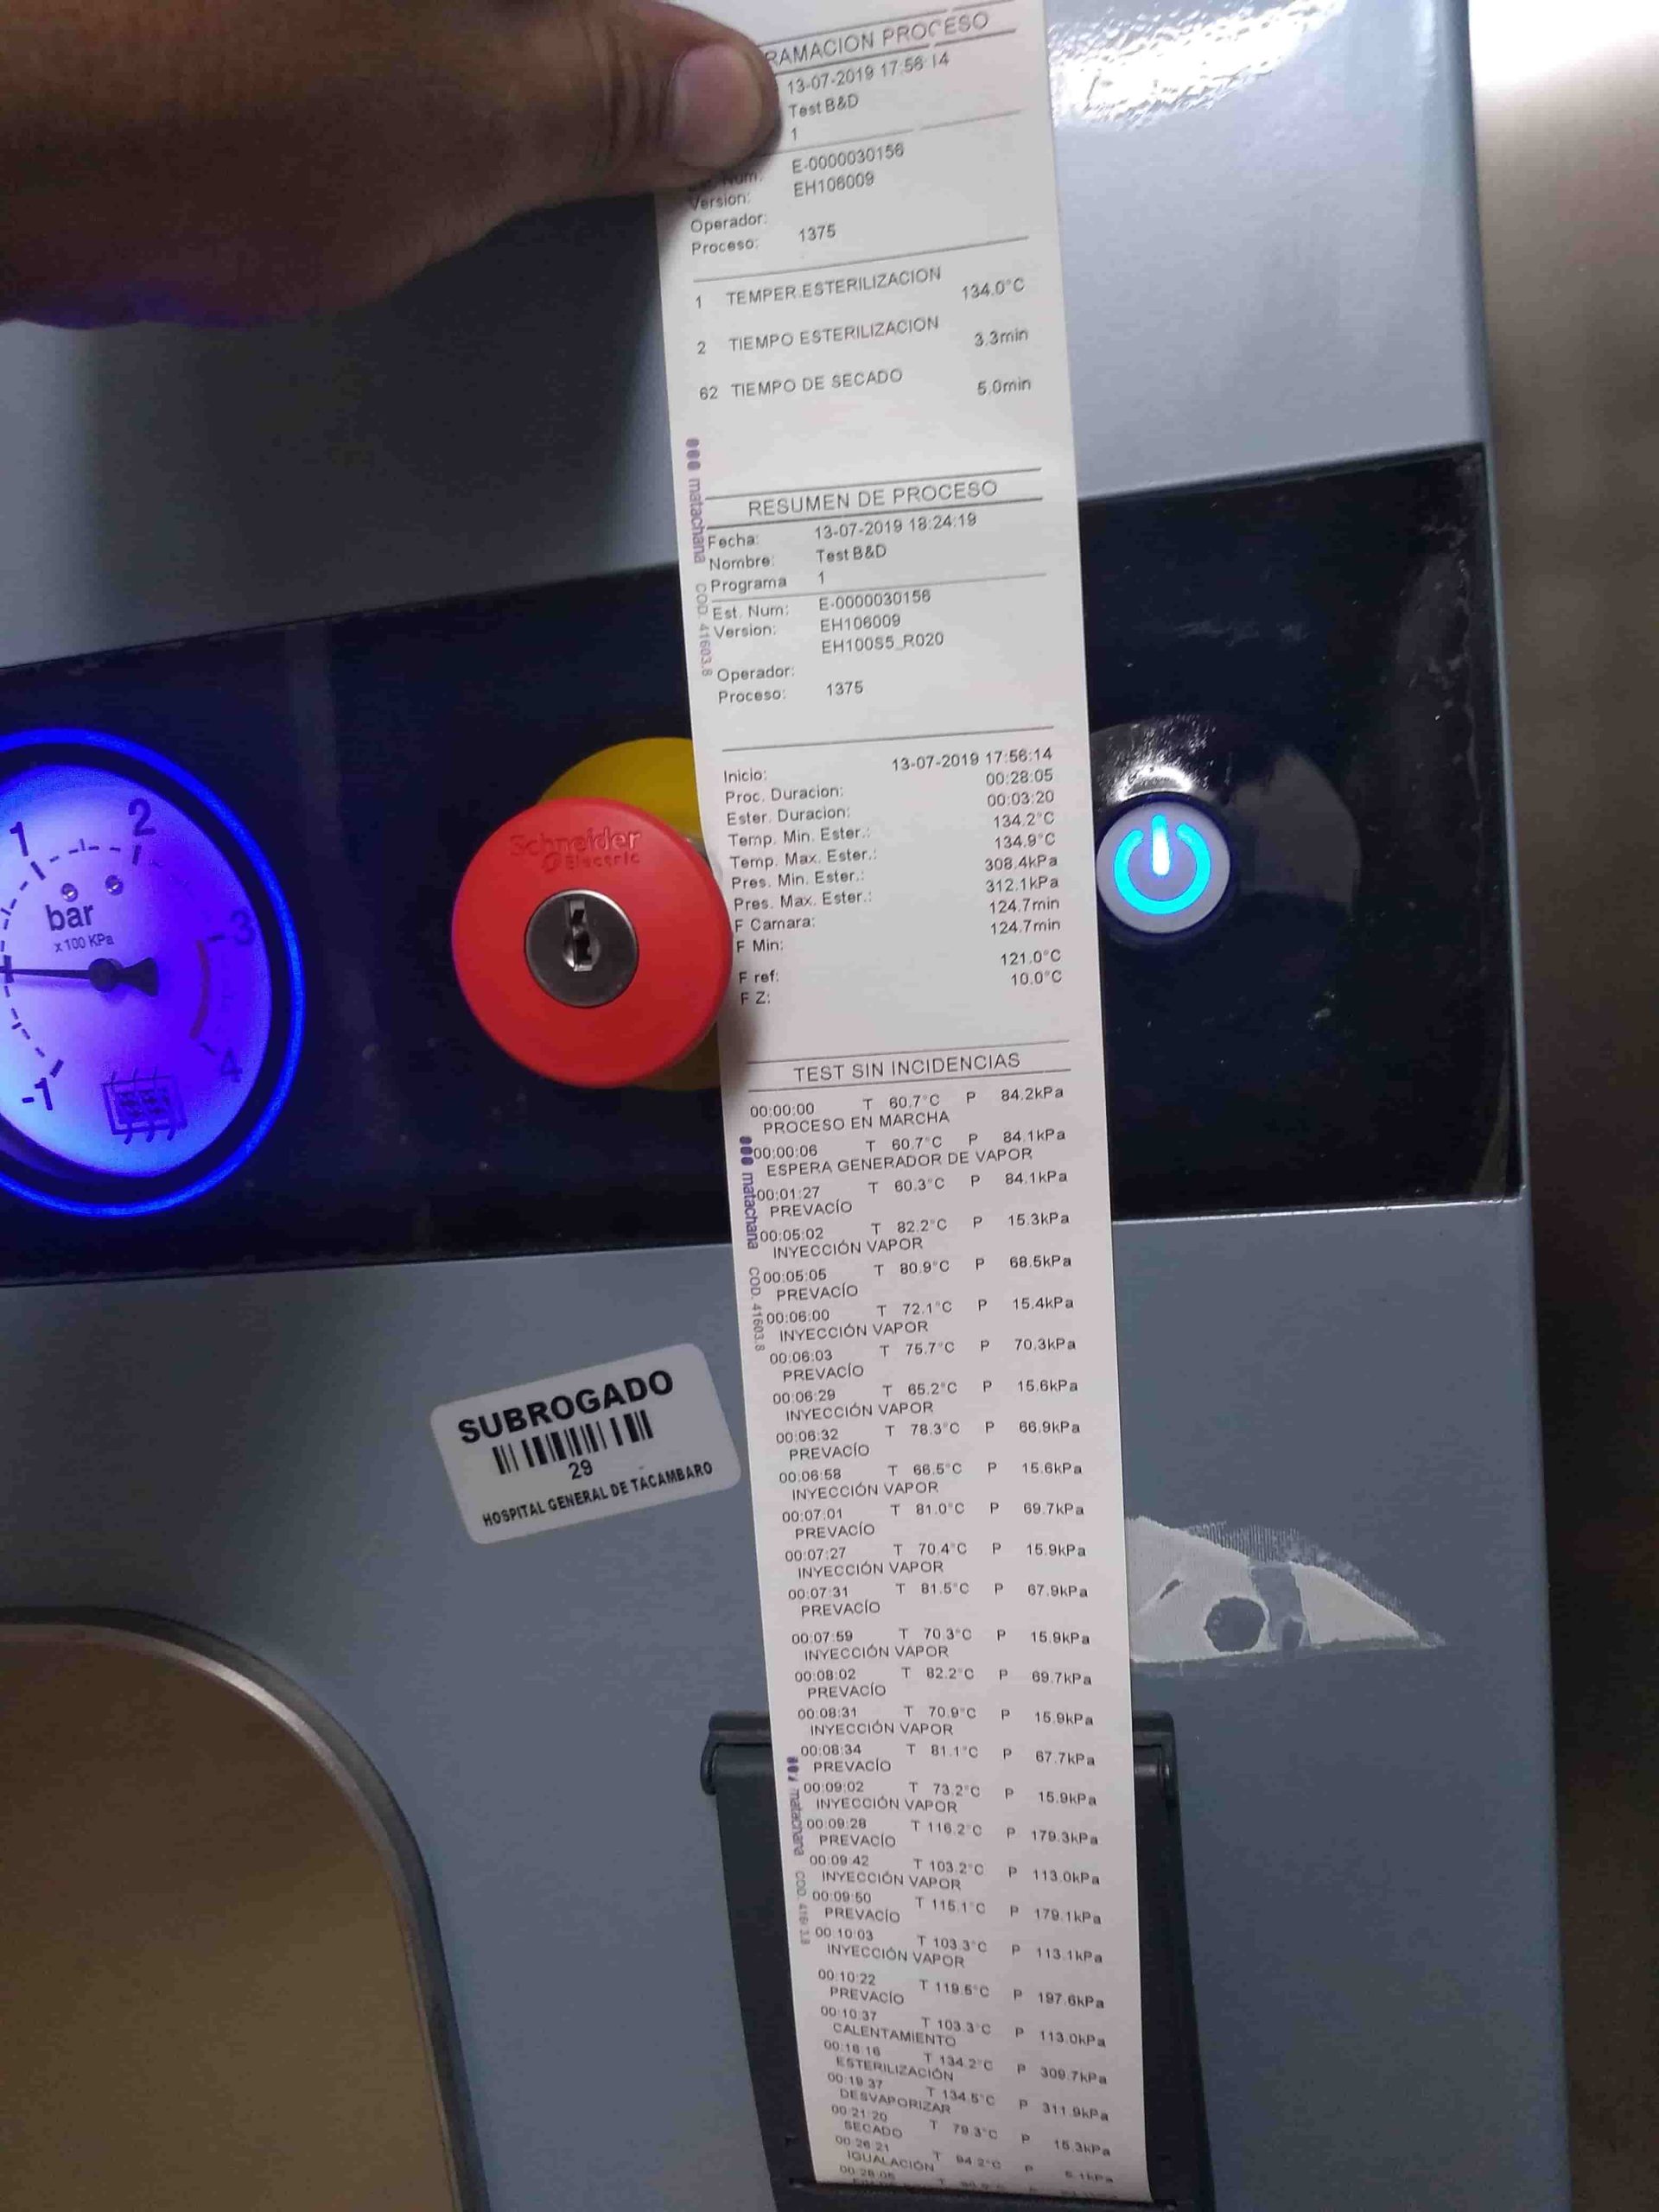 RAMACION PROCESO
13-07-2019 17:56:14
Test B&D
1
Num: E-0000030156
Version: EH106009
Operador:
Proceso: 1375
1 TEMPER.ESTERILIZACION 134.0°C
2 TIEMPO ESTERILIZACION 3.3min
62 TIEMPO DE SECADO 5.0min
matachana COD. 41603.8
RESUMEN DE PROCESO
Fecha: 13-07-2019 18:24:19
Nombre: Test B&D
Programa 1
Est. Num: E-0000030156
Version: EH106009
EH100S5_R020
Operador:
Proceso: 1375
Inicio: 13-07-2019 17:56:14
Proc. Duracion: 00:28:05
Ester. Duracion: 00:03:20
Temp. Min. Ester.: 134.2°C
Temp. Max. Ester.: 134.9°C
Pres. Min. Ester.: 308.4kPa
Pres. Max. Ester.: 312.1kPa
F Camara: 124.7min
F Min: 124.7min
F ref: 121.0°C
F Z: 10.0°C
TEST SIN INCIDENCIAS
00:00:00 T 60.7°C P 84.2kPa
PROCESO EN MARCHA
00:00:06 T 60.7°C P 84.1kPa
ESPERA GENERADOR DE VAPOR
00:01:27 T 60.3°C P 84.1kPa
PREVACÍO
00:05:02 T 82.2°C P 15.3kPa
INYECCIÓN VAPOR
00:05:05 T 80.9°C P 68.5kPa
PREVACÍO
00:06:00 T 72.1°C P 15.4kPa
INYECCIÓN VAPOR
00:06:03 T 75.7°C P 70.3kPa
PREVACÍO
00:06:29 T 65.2°C P 15.6kPa
INYECCIÓN VAPOR
00:06:32 T 78.3°C P 66.9kPa
PREVACÍO
00:06:58 T 66.5°C P 15.6kPa
INYECCIÓN VAPOR
00:07:01 T 81.0°C P 69.7kPa
PREVACÍO
00:07:27 T 70.4°C P 15.9kPa
INYECCIÓN VAPOR
00:07:31 T 81.5°C P 67.9kPa
PREVACÍO
00:07:59 T 70.3°C P 15.9kPa
INYECCIÓN VAPOR
00:08:02 T 82.2°C P 69.7kPa
PREVACÍO
00:08:31 T 70.9°C P 15.9kPa
INYECCIÓN VAPOR
00:08:34 T 81.1°C P 67.7kPa
PREVACÍO
00:09:02 T 73.2°C P 15.9kPa
INYECCIÓN VAPOR
00:09:28 T 116.2°C P 179.3kPa
PREVACÍO
00:09:42 T 103.2°C P 113.0kPa
INYECCIÓN VAPOR
00:09:50 T 115.1°C P 179.1kPa
PREVACÍO
00:10:03 T 103.3°C P 113.1kPa
INYECCIÓN VAPOR
00:10:22 T 119.5°C P 197.6kPa
PREVACÍO
00:10:37 T 103.3°C P 113.0kPa
CALENTAMIENTO
00:16:16 T 134.2°C P 309.7kPa
ESTERILIZACIÓN
00:19:37 T 134.5°C P 311.9kPa
DESVAPORIZAR
00:21:20 T 79.3°C P 15.3kPa
SECADO
00:26:21 T 94.2°C P 5.1kPa
IGUALACIÓN
00:28:05
matachana COD. 41603.8
matachana
Schneider
Electric
1
2
3
4
-1
bar
x 100 KPa
SUBROGADO
29
HOSPITAL GENERAL DE TACAMBARO